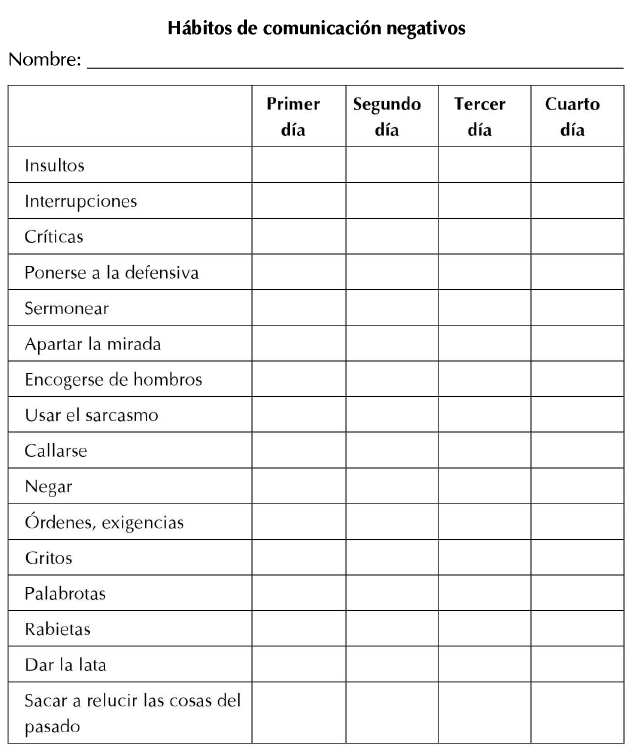 Hábitos de comunicación negativos
Nombre:
Primer día
Segundo día
Tercer día
Cuarto día
Insultos
Interrupciones
Críticas
Ponerse a la defensiva
Sermonear
Apartar la mirada
Encogerse de hombros
Usar el sarcasmo
Callarse
Negar
Órdenes, exigencias
Gritos
Palabrotas
Rabietas
Dar la lata
Sacar a relucir las cosas del
pasado